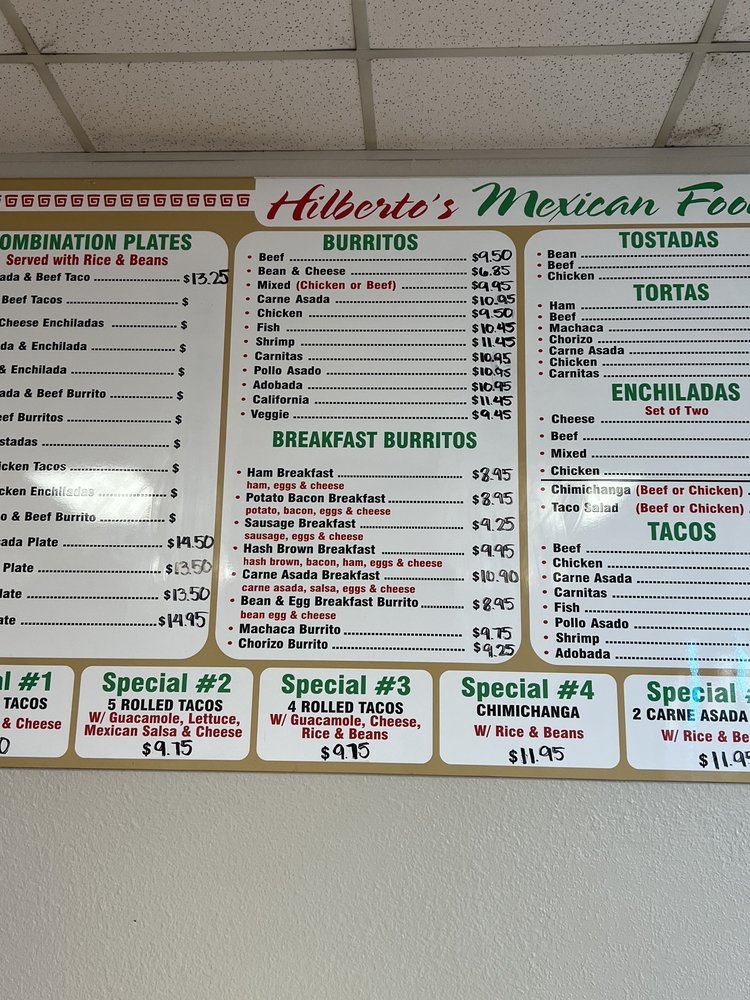 Hilberto's Mexican Foo
OMBINATION PLATES
Served with Rice & Beans
ada & Beef Taco $13.25
Beef Tacos $
Cheese Enchiladas $
da & Enchilada $
& Enchilada $
ada & Beef Burrito $
eef Burritos $
stadas $
icken Tacos $
cken Enchiladas $
o & Beef Burrito $
sada Plate $14.50
Plate $13.50
late $13.50
ate $14.95
BURRITOS
• Beef $9.50
• Bean & Cheese $6.85
• Mixed (Chicken or Beef) $9.95
• Carne Asada $10.95
• Chicken $9.50
• Fish $10.45
• Shrimp $11.45
• Carnitas $10.95
• Pollo Asado $10.95
• Adobada $10.95
• California $11.45
• Veggie $9.45
BREAKFAST BURRITOS
• Ham Breakfast $8.95
ham, eggs & cheese
• Potato Bacon Breakfast $8.95
potato, bacon, eggs & cheese
• Sausage Breakfast $9.25
sausage, eggs & cheese
• Hash Brown Breakfast $9.95
hash brown, bacon, ham, eggs & cheese
• Carne Asada Breakfast $10.90
carne asada, salsa, eggs & cheese
• Bean & Egg Breakfast Burrito $8.95
bean egg & cheese
• Machaca Burrito $9.75
• Chorizo Burrito $9.25
TOSTADAS
• Bean
• Beef
• Chicken
TORTAS
• Ham
• Beef
• Machaca
• Chorizo
• Carne Asada
• Chicken
• Carnitas
ENCHILADAS
Set of Two
• Cheese
• Beef
• Mixed
• Chicken
• Chimichanga (Beef or Chicken)
• Taco Salad (Beef or Chicken)
TACOS
• Beef
• Chicken
• Carne Asada
• Carnitas
• Fish
• Pollo Asado
• Shrimp
• Adobada
al #1
TACOS
& Cheese
0
Special #2
5 ROLLED TACOS
W/ Guacamole, Lettuce,
Mexican Salsa & Cheese
$9.75
Special #3
4 ROLLED TACOS
W/ Guacamole, Cheese,
Rice & Beans
$9.75
Special #4
CHIMICHANGA
W/ Rice & Beans
$11.95
Special
2 CARNE ASADA
W/ Rice & Be
$11.95